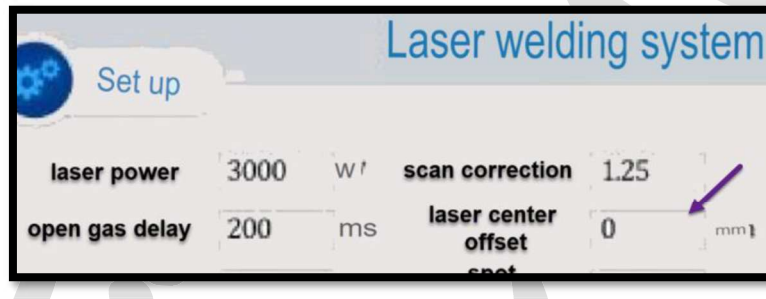 Laser welding system
Set up
laser power 3000 W scan correction 1.25
open gas delay 200 ms laser center offset 0 mm
spot